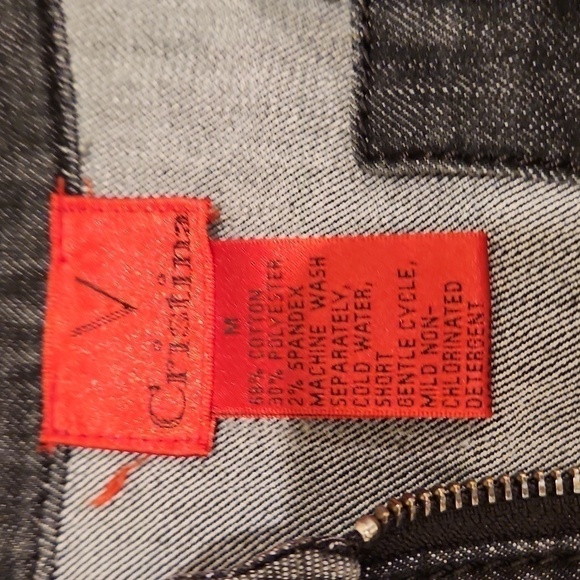 V
Cristina
M
68% COTTON
30% POLYESTER
2% SPANDEX
MACHINE WASH
SEPARATELY,
COLD WATER,
SHORT
GENTLE CYCLE,
MILD NON-
CHLORINATED
DETERGENT